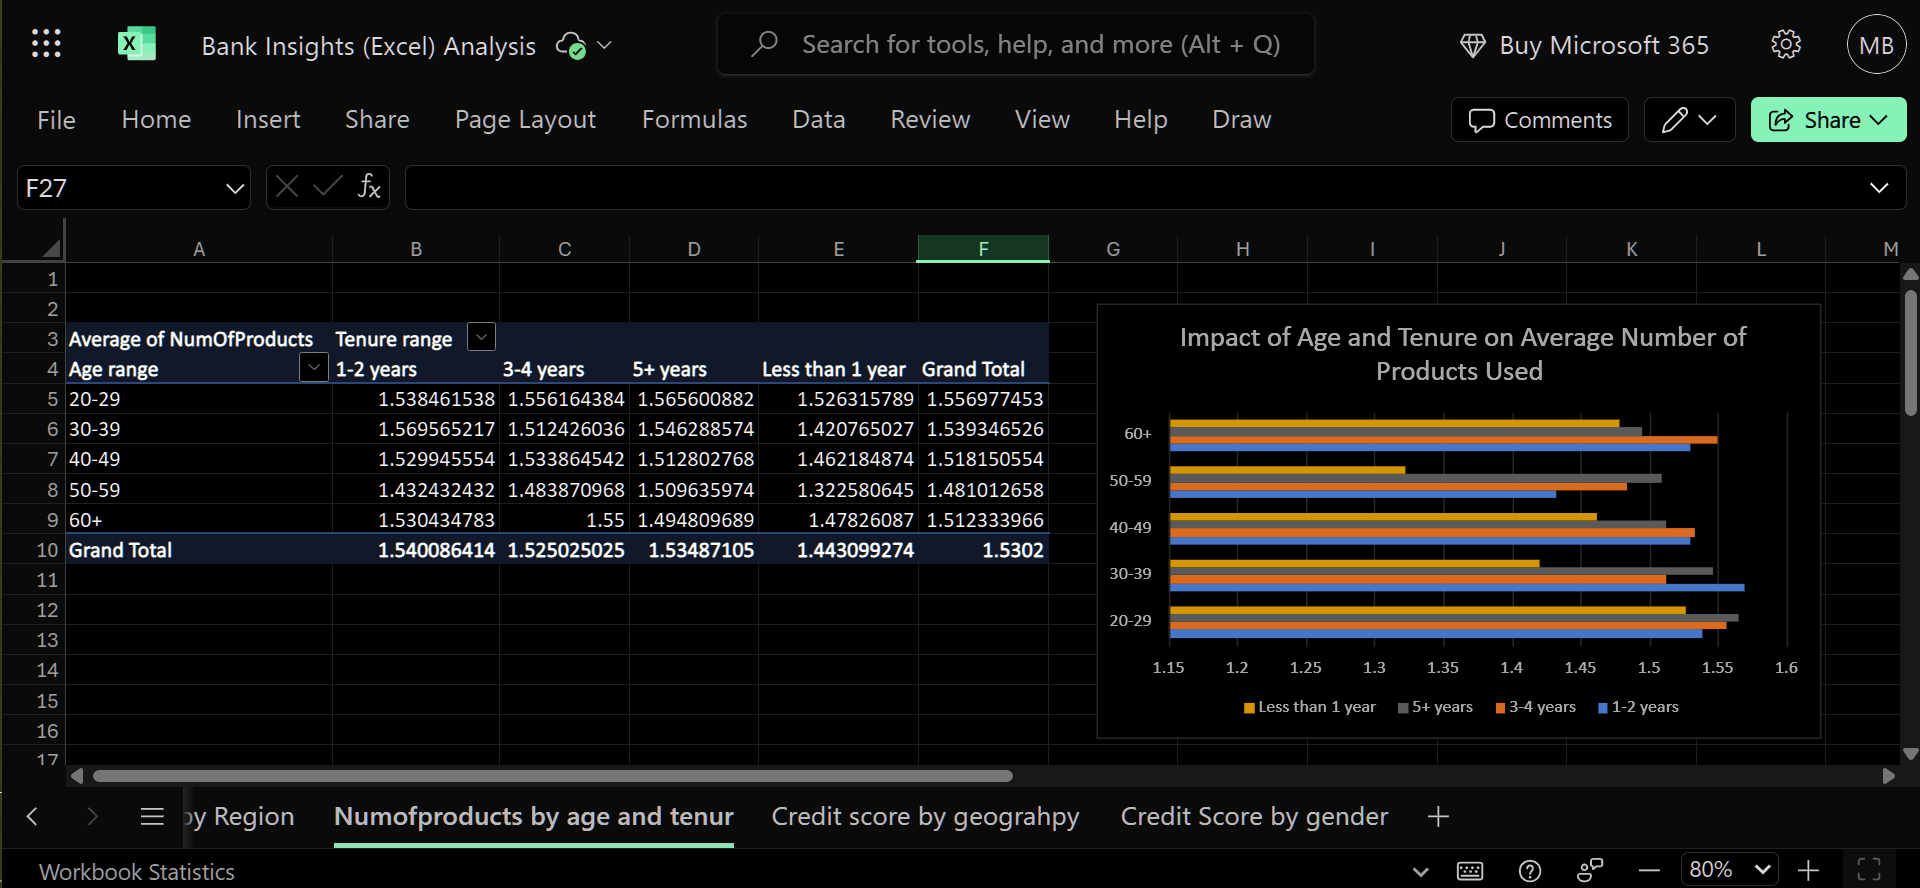 Bank Insights (Excel) Analysis
Search for tools, help, and more (Alt + Q)
Buy Microsoft 365
MB
File Home Insert Share Page Layout Formulas Data Review View Help Draw
Comments
Share
F27
fx
A B C D E F G H I J K L M
1
2
3 Average of NumOfProducts Tenure range
4 Age range 1-2 years 3-4 years 5+ years Less than 1 year Grand Total
5 20-29 1.538461538 1.556164384 1.565600882 1.526315789 1.556977453
6 30-39 1.569565217 1.512426036 1.546288574 1.420765027 1.539346526
7 40-49 1.529945554 1.533864542 1.512802768 1.462184874 1.518150554
8 50-59 1.432432432 1.483870968 1.509635974 1.322580645 1.481012658
9 60+ 1.530434783 1.55 1.494809689 1.47826087 1.512333966
10 Grand Total 1.540086414 1.525025025 1.53487105 1.443099274 1.5302
11
12
13
14
15
16
17
Impact of Age and Tenure on Average Number of
Products Used
60+
50-59
40-49
30-39
20-29
1.15 1.2 1.25 1.3 1.35 1.4 1.45 1.5 1.55 1.6
Less than 1 year 5+ years 3-4 years 1-2 years
by Region Numofproducts by age and tenur Credit score by geograhpy Credit Score by gender
Workbook Statistics
80%